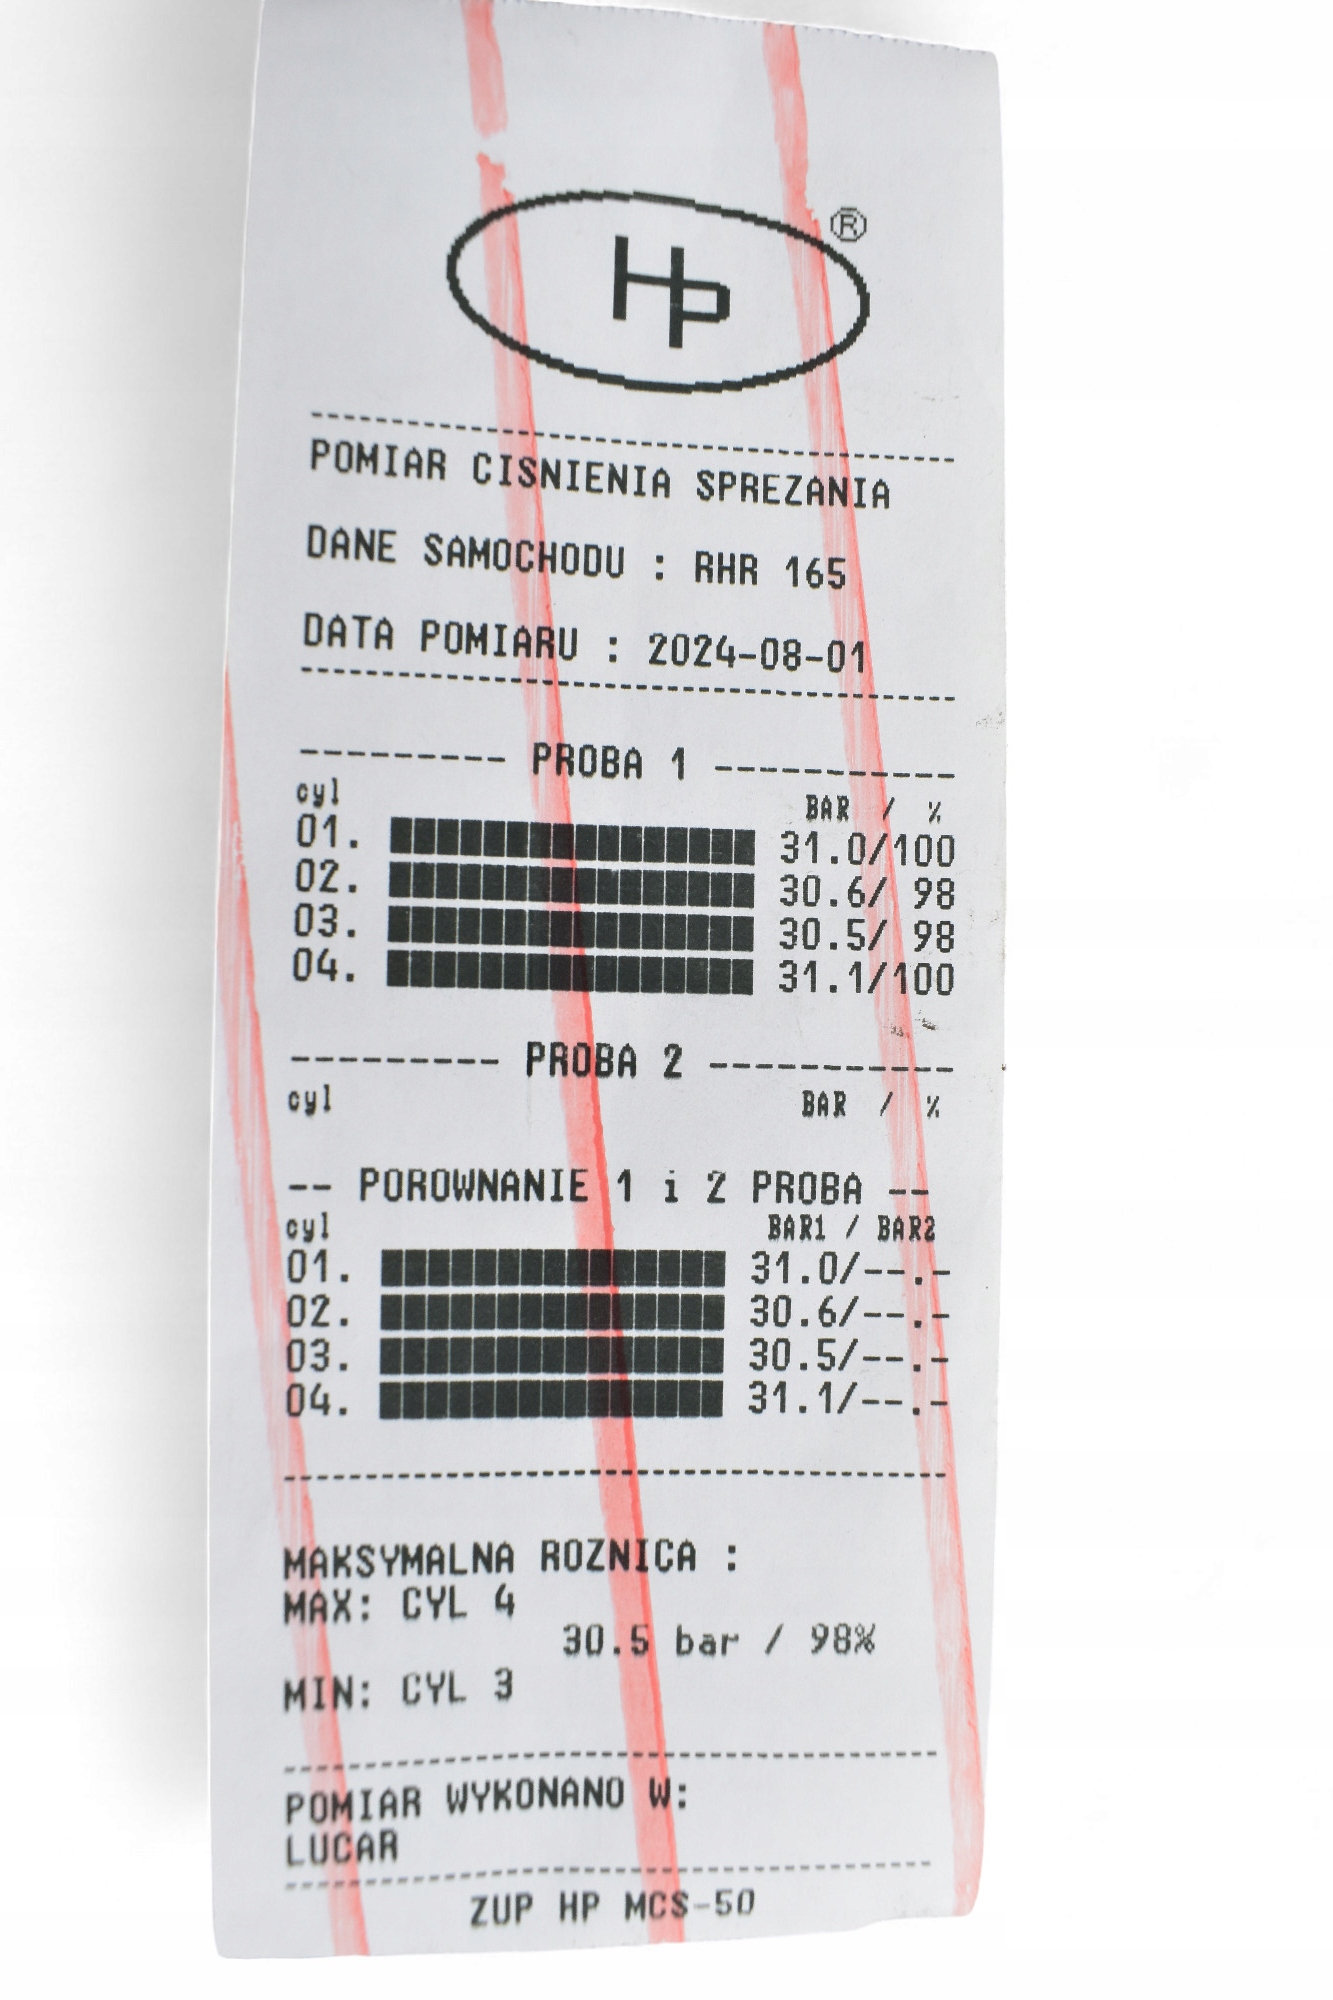 HP ®
POMIAR CISNIENIA SPREZANIA
DANE SAMOCHODU : RHR 165
DATA POMIARU : 2024-08-01
--------- PROBA 1 -----------
cyl BAR / %
01. 31.0/100
02. 30.6/ 98
03. 30.5/ 98
04. 31.1/100
--------- PROBA 2 -----------
cyl BAR / %
-- POROWNANIE 1 i 2 PROBA --
cyl BAR1 / BAR2
01. 31.0/--.-
02. 30.6/--.-
03. 30.5/--.-
04. 31.1/--.-
MAKSYMALNA ROZNICA :
MAX: CYL 4
30.5 bar / 98%
MIN: CYL 3
POMIAR WYKONANO W:
LUCAR
ZUP HP MCS-50